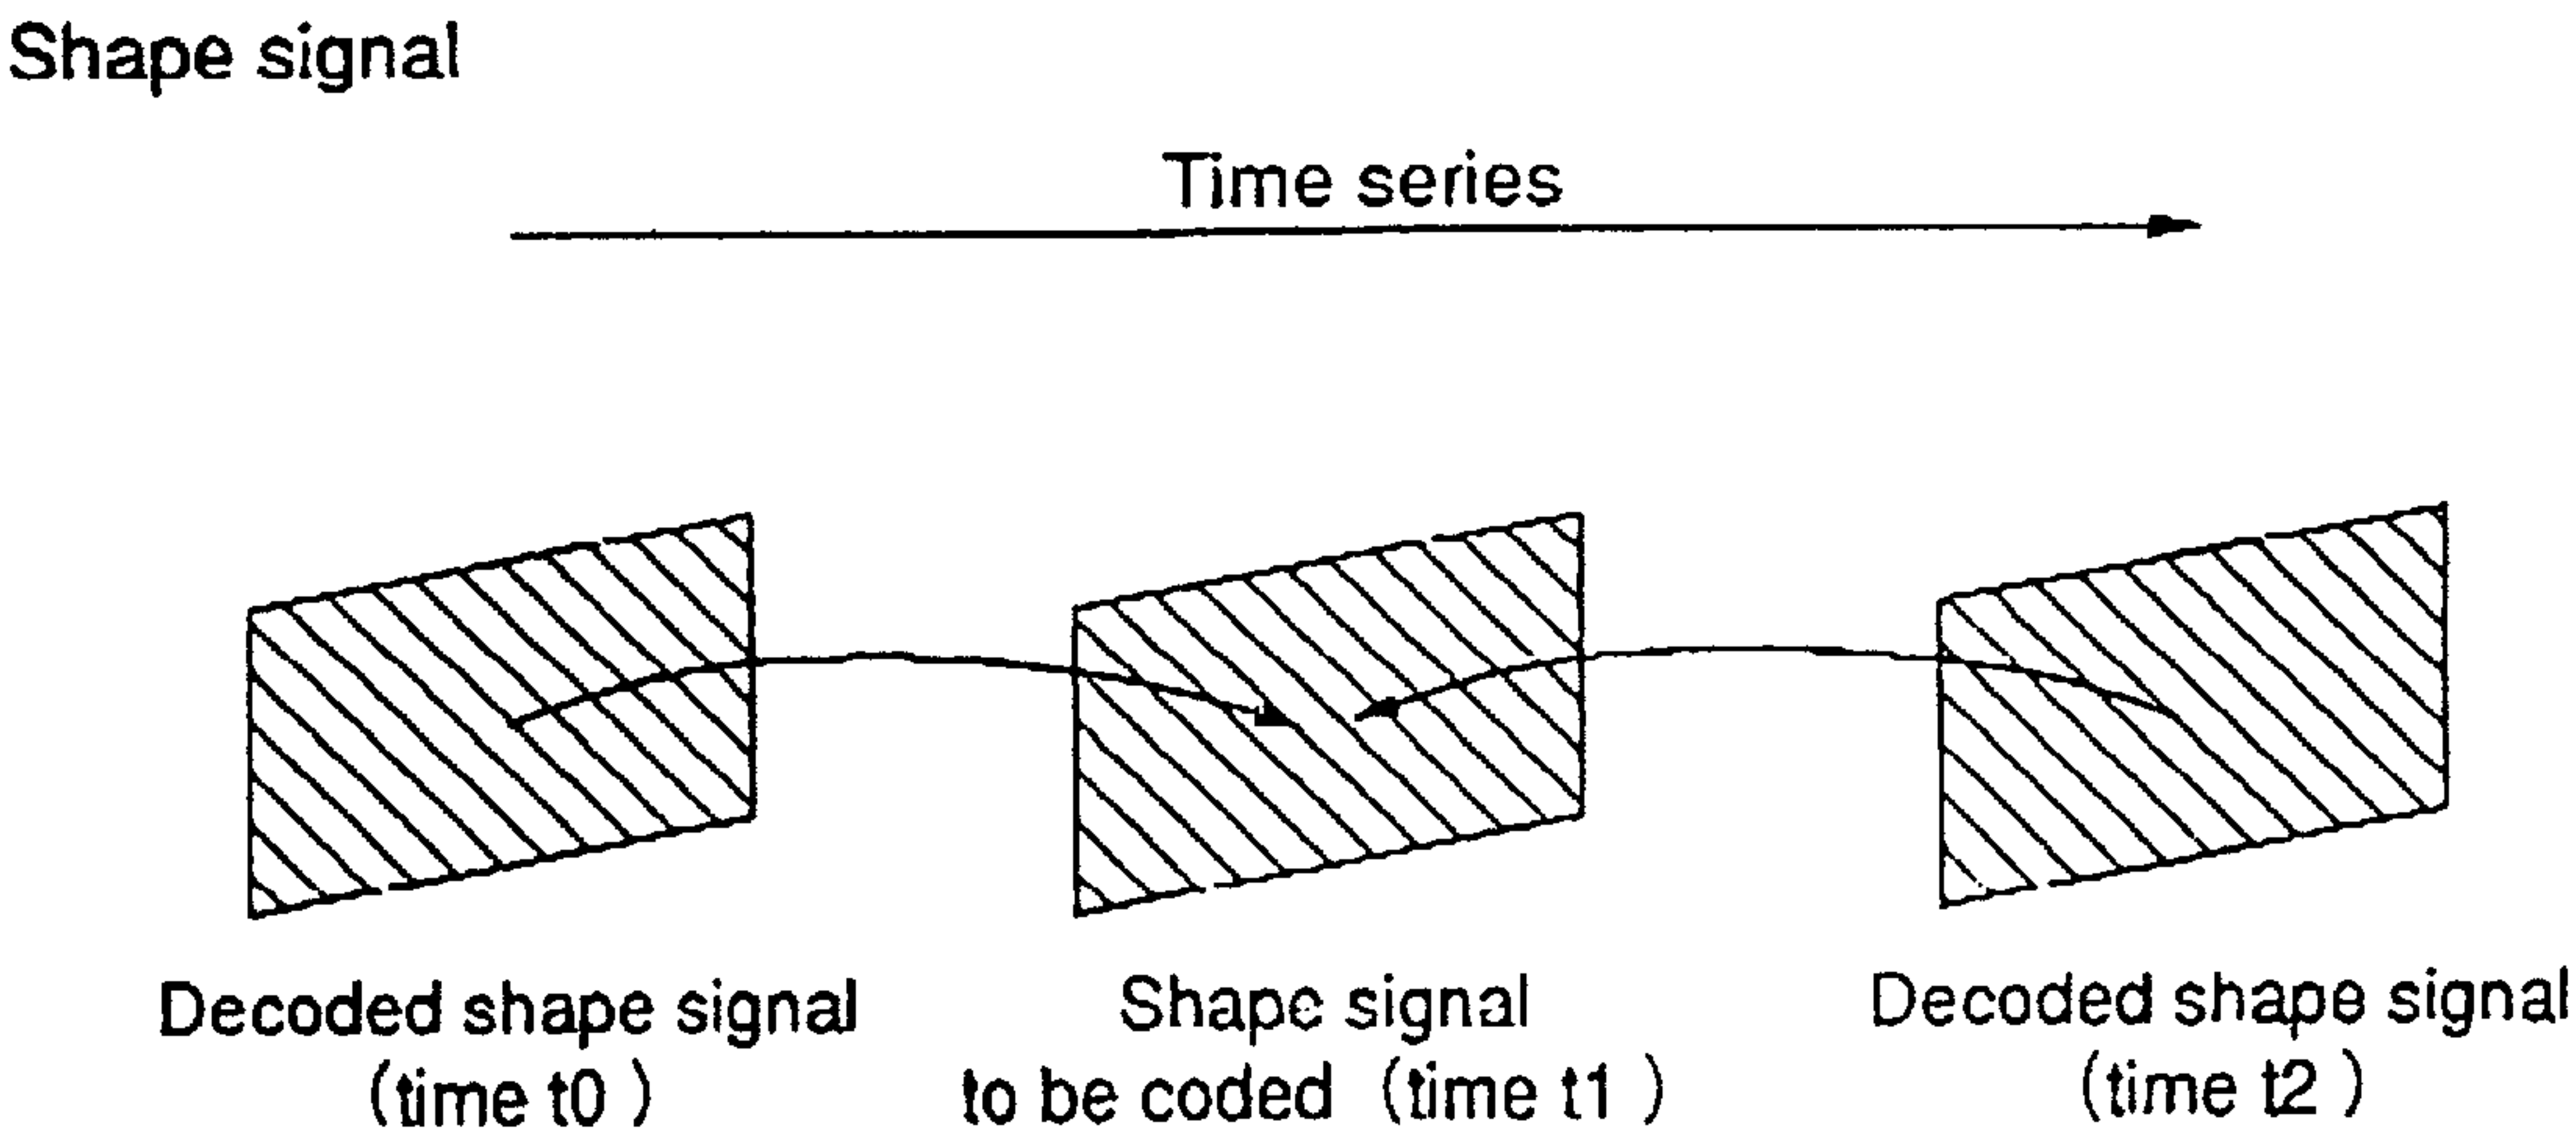 Shape signal
Time series
Decoded shape signal
(time t0 )
Shape signal
to be coded (time t1 )
Decoded shape signal
(time t2 )